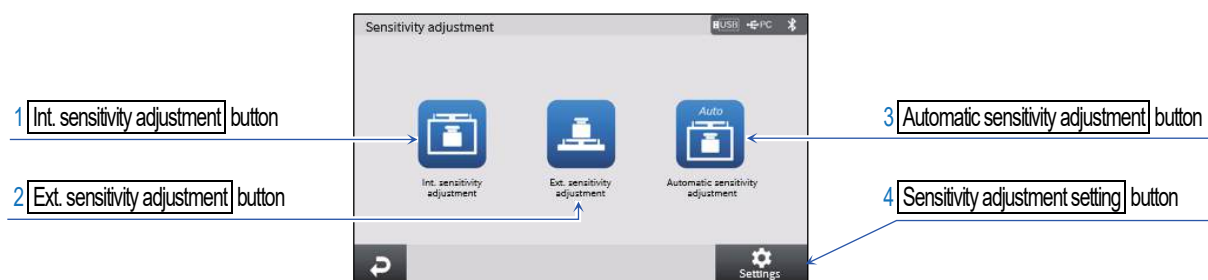 Sensitivity adjustment
USB PC
1 Int. sensitivity adjustment button
2 Ext. sensitivity adjustment button
Auto
Int. sensitivity
adjustment
Ext. sensitivity
adjustment
Automatic sensitivity
adjustment
3 Automatic sensitivity adjustment button
4 Sensitivity adjustment setting button
Settings